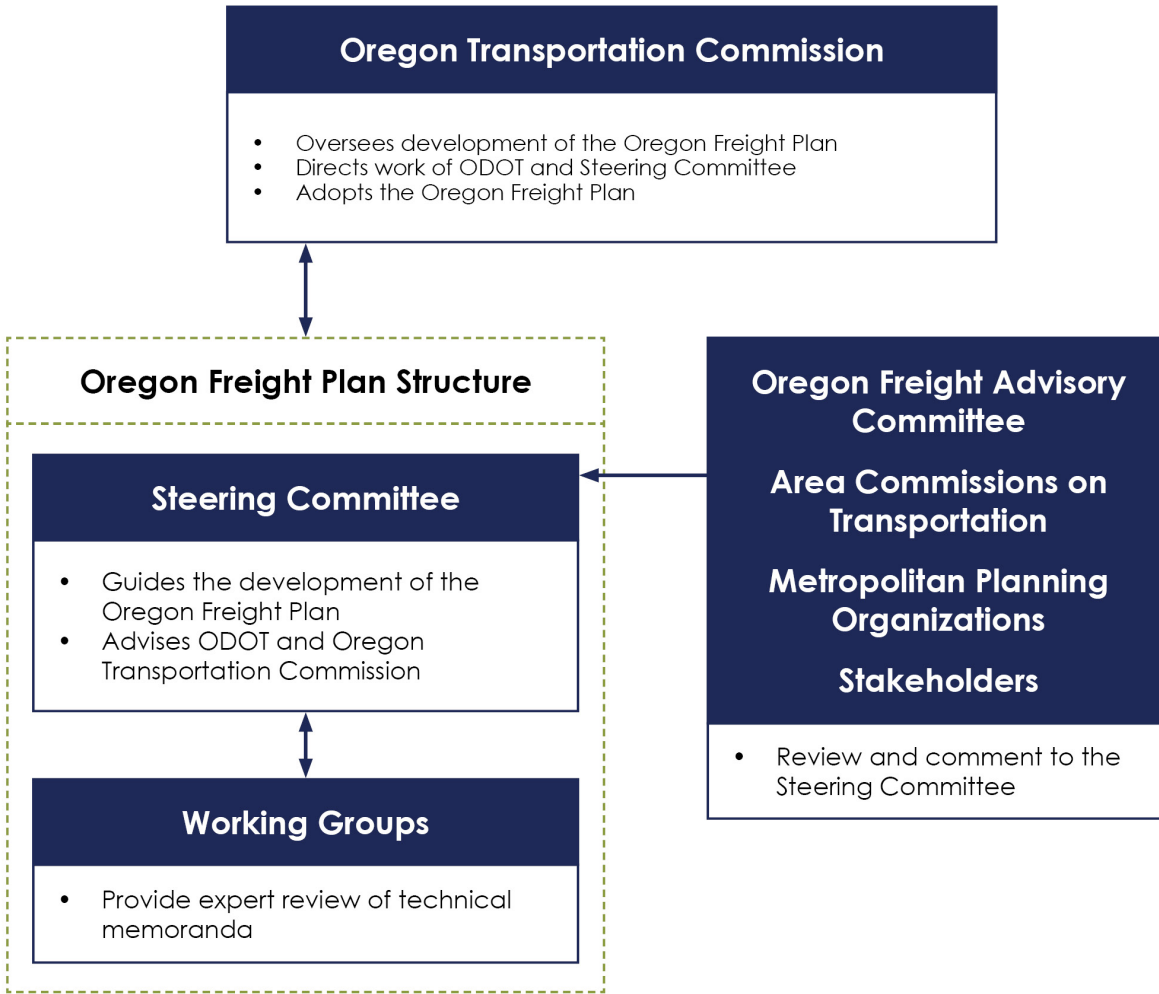 Oregon Transportation Commission
• Oversees development of the Oregon Freight Plan
• Directs work of ODOT and Steering Committee
• Adopts the Oregon Freight Plan
Oregon Freight Plan Structure
Steering Committee
• Guides the development of the
Oregon Freight Plan
• Advises ODOT and Oregon
Transportation Commission
Working Groups
• Provide expert review of technical
memoranda
Oregon Freight Advisory
Committee
Area Commissions on
Transportation
Metropolitan Planning
Organizations
Stakeholders
• Review and comment to the
Steering Committee